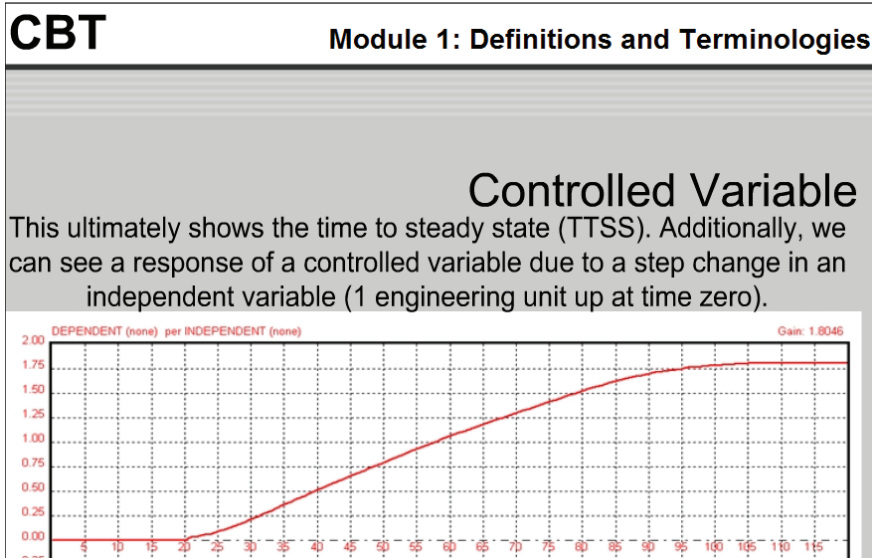 CBT
Module 1: Definitions and Terminologies
Controlled Variable
This ultimately shows the time to steady state (TTSS). Additionally, we
can see a response of a controlled variable due to a step change in an
independent variable (1 engineering unit up at time zero).
DEPENDENT (none) per INDEPENDENT (none)
Gain: 1.8046
2.00
1.75
1.50
1.25
1.00
0.75
0.50
0.25
0.00
5 10 15 20 25 30 35 40 45 50 55 60 65 70 75 80 85 90 95 100 105 110 115